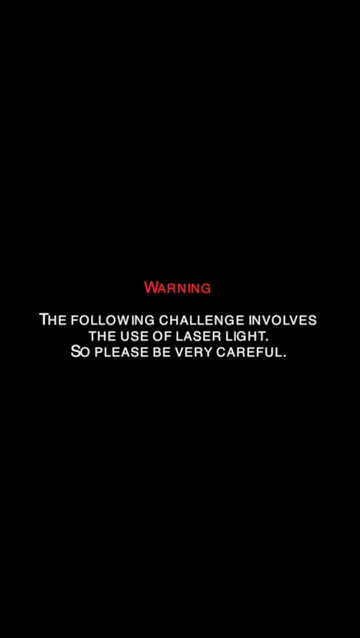 WARNING
THE FOLLOWING CHALLENGE INVOLVES
THE USE OF LASER LIGHT.
SO PLEASE BE VERY CAREFUL.